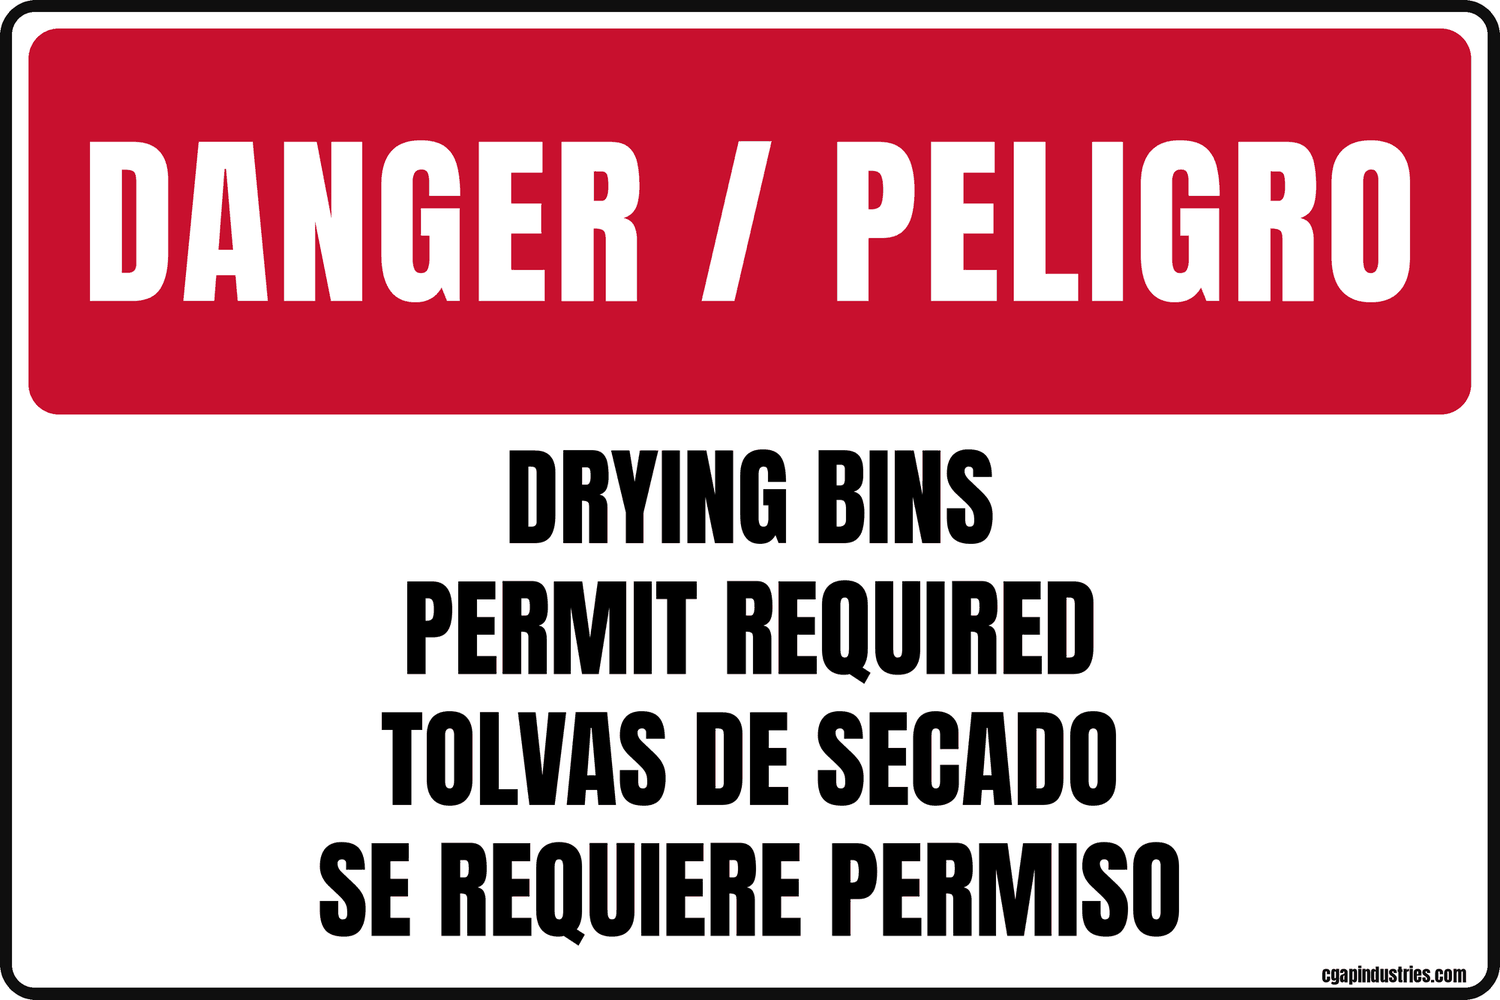 DANGER / PELIGRO
DRYING BINS
PERMIT REQUIRED
TOLVAS DE SECADO
SE REQUIERE PERMISO
cgapindustries.com